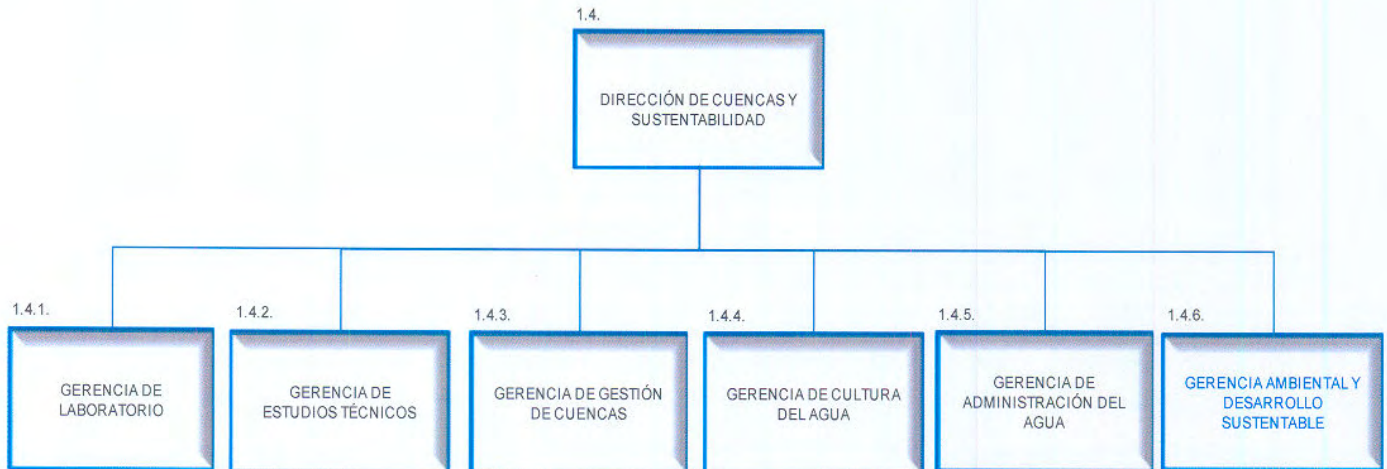 1.4.
DIRECCIÓN DE CUENCAS Y
SUSTENTABILIDAD
1.4.1.
GERENCIA DE
LABORATORIO
1.4.2.
GERENCIA DE
ESTUDIOS TÉCNICOS
1.4.3.
GERENCIA DE GESTIÓN
DE CUENCAS
1.4.4.
GERENCIA DE CULTURA
DEL AGUA
1.4.5.
GERENCIA DE
ADMINISTRACIÓN DEL
AGUA
1.4.6.
GERENCIA AMBIENTAL Y
DESARROLLO
SUSTENTABLE